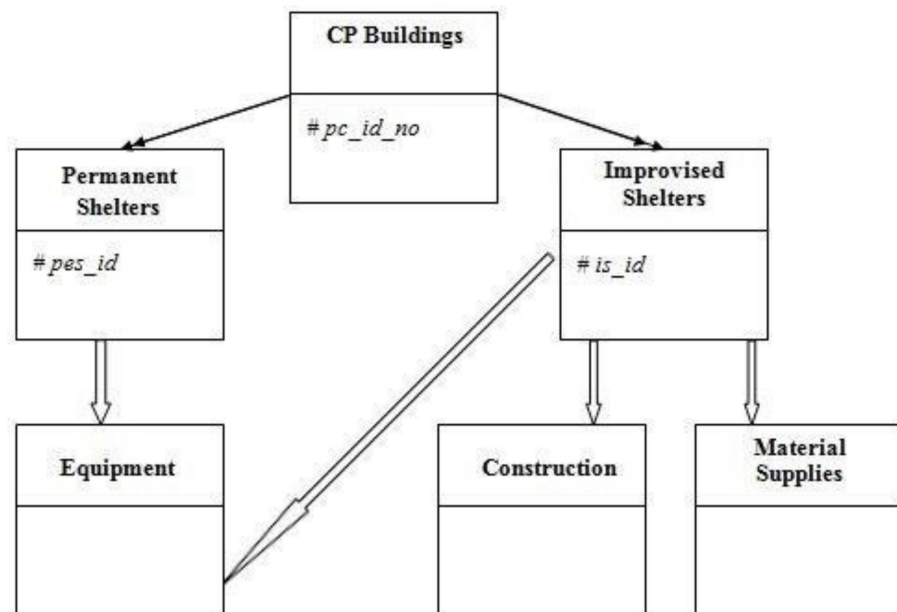 CP Buildings
# pc_id_no
Permanent
Shelters
# pes_id
Improvised
Shelters
# is_id
Equipment
Construction
Material
Supplies